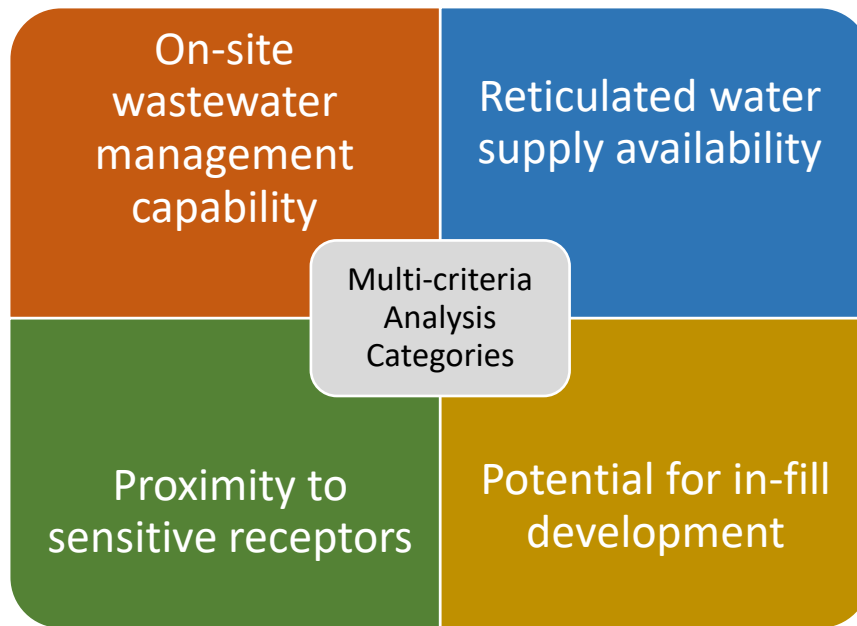 On-site
wastewater
management
capability
Reticulated water
supply availability
Multi-criteria
Analysis
Categories
Proximity to
sensitive receptors
Potential for in-fill
development